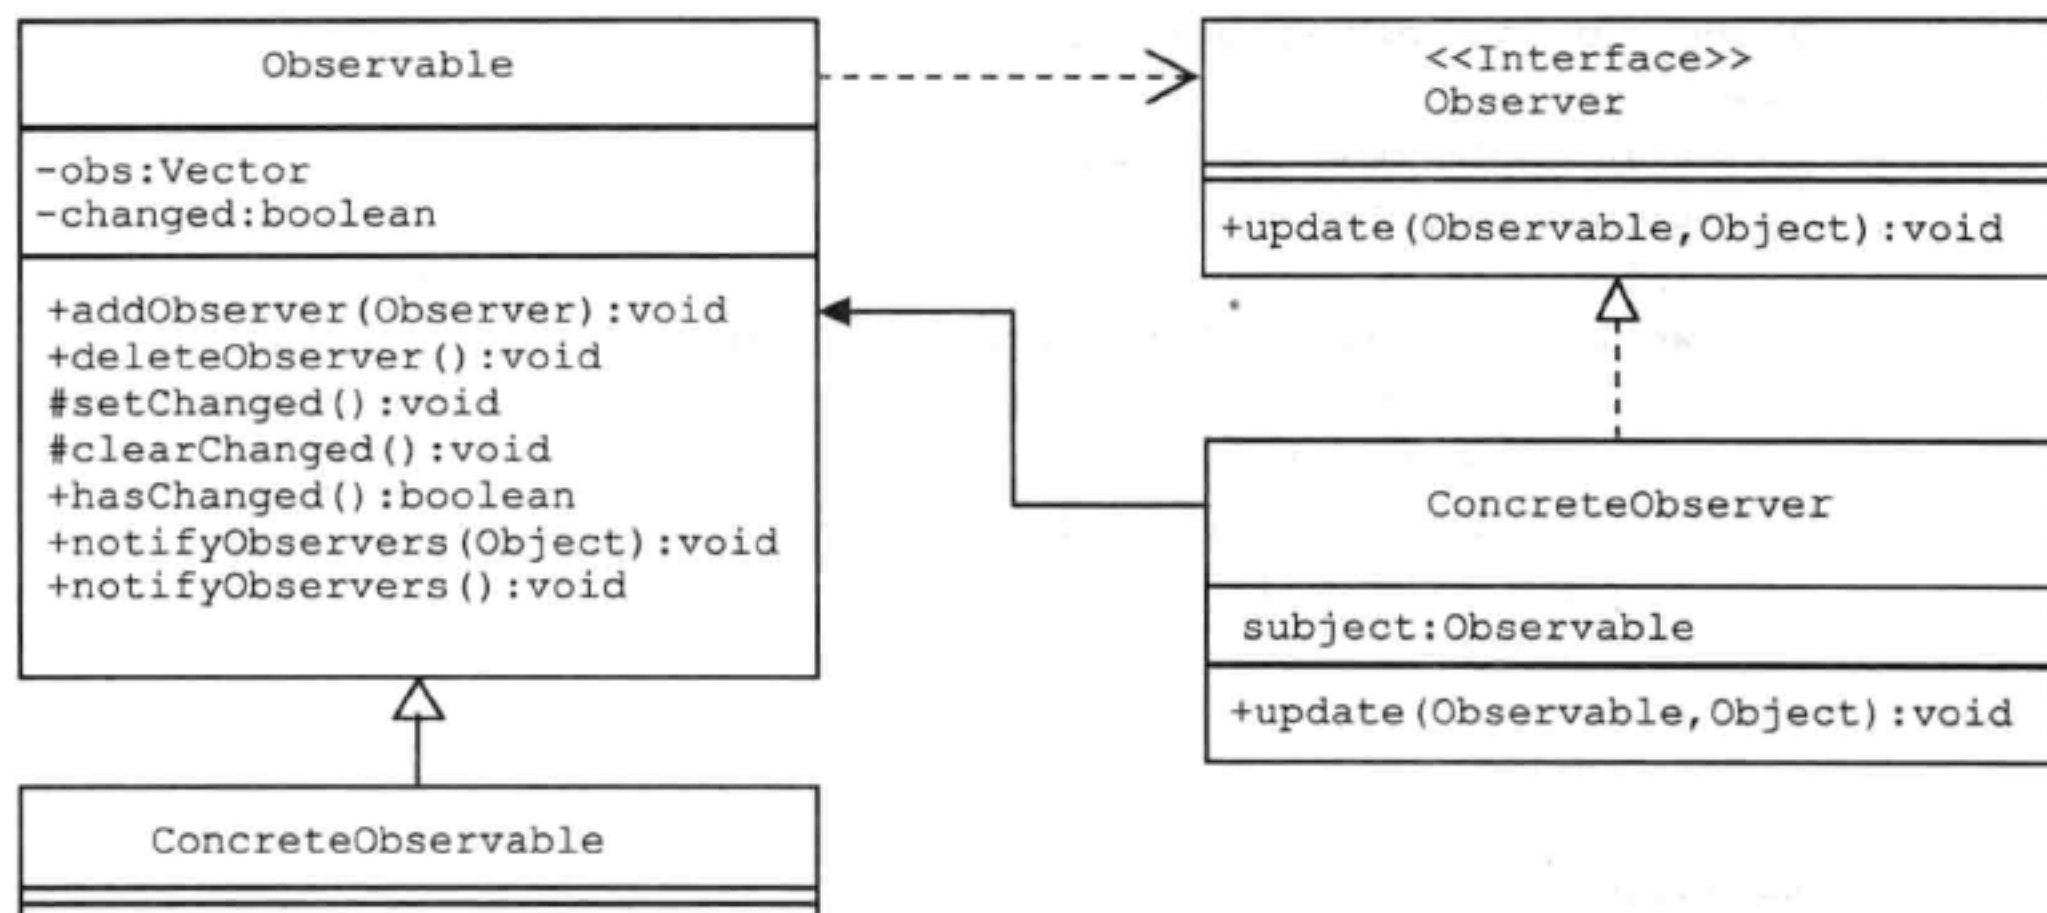 Observable
-obs:Vector
-changed:boolean
+addObserver(Observer):void
+deleteObserver():void
#setChanged():void
#clearChanged():void
+hasChanged():boolean
+notifyObservers(Object):void
+notifyObservers():void
<<Interface>>
Observer
+update(Observable,Object):void
ConcreteObserver
subject:Observable
+update(Observable,Object):void
ConcreteObservable